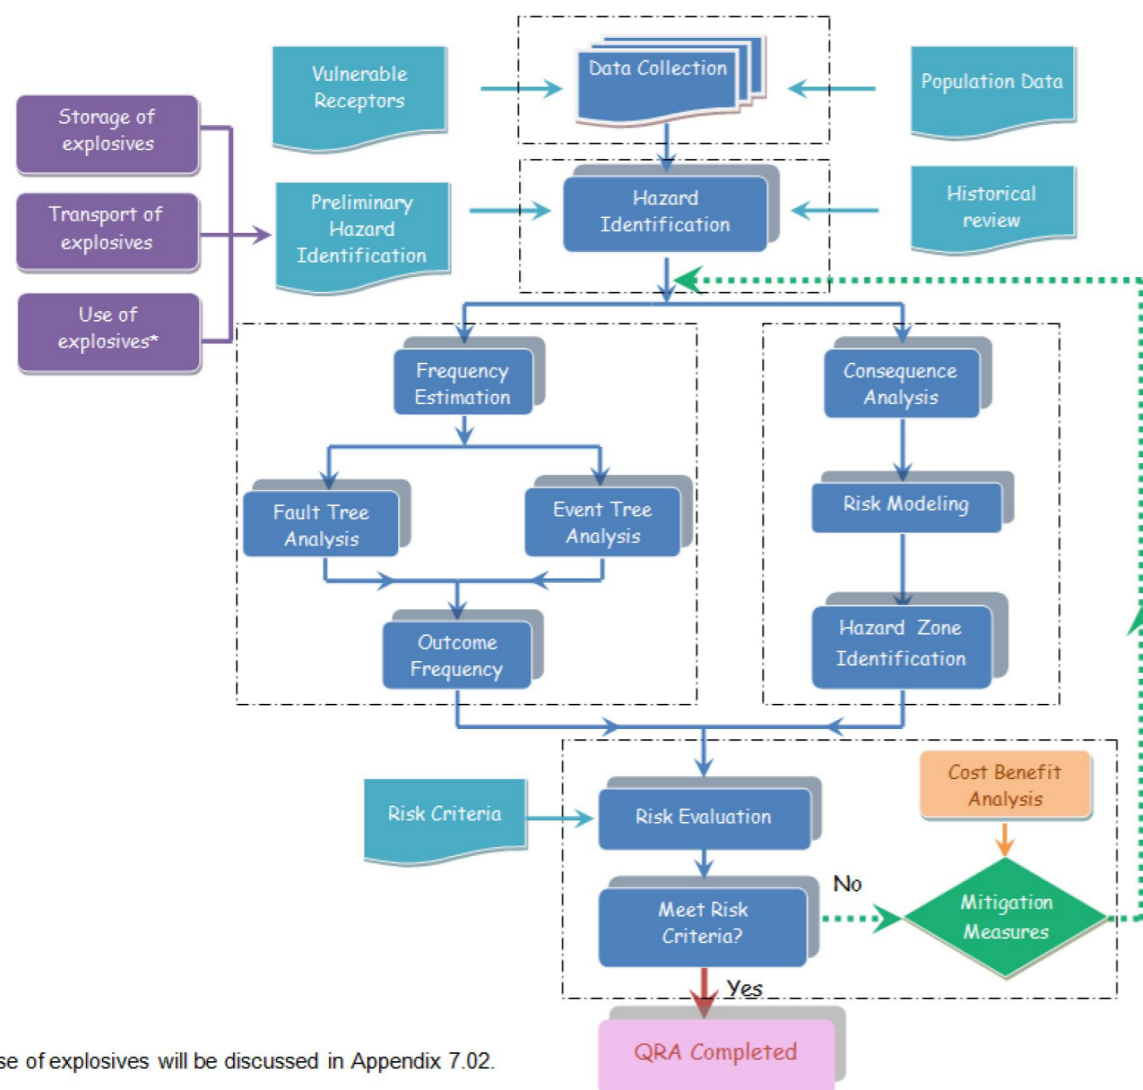 Vulnerable
Receptors
Data Collection
Population Data
Storage of
explosives
Transport of
explosives
Use of
explosives*
Preliminary
Hazard
Identification
Hazard
Identification
Historical
review
Frequency
Estimation
Consequence
Analysis
Fault Tree
Analysis
Event Tree
Analysis
Risk Modeling
Outcome
Frequency
Hazard Zone
Identification
Risk Criteria
Risk Evaluation
Cost Benefit
Analysis
Meet Risk
Criteria?
No
Mitigation
Measures
Yes
QRA Completed
se of explosives will be discussed in Appendix 7.02.